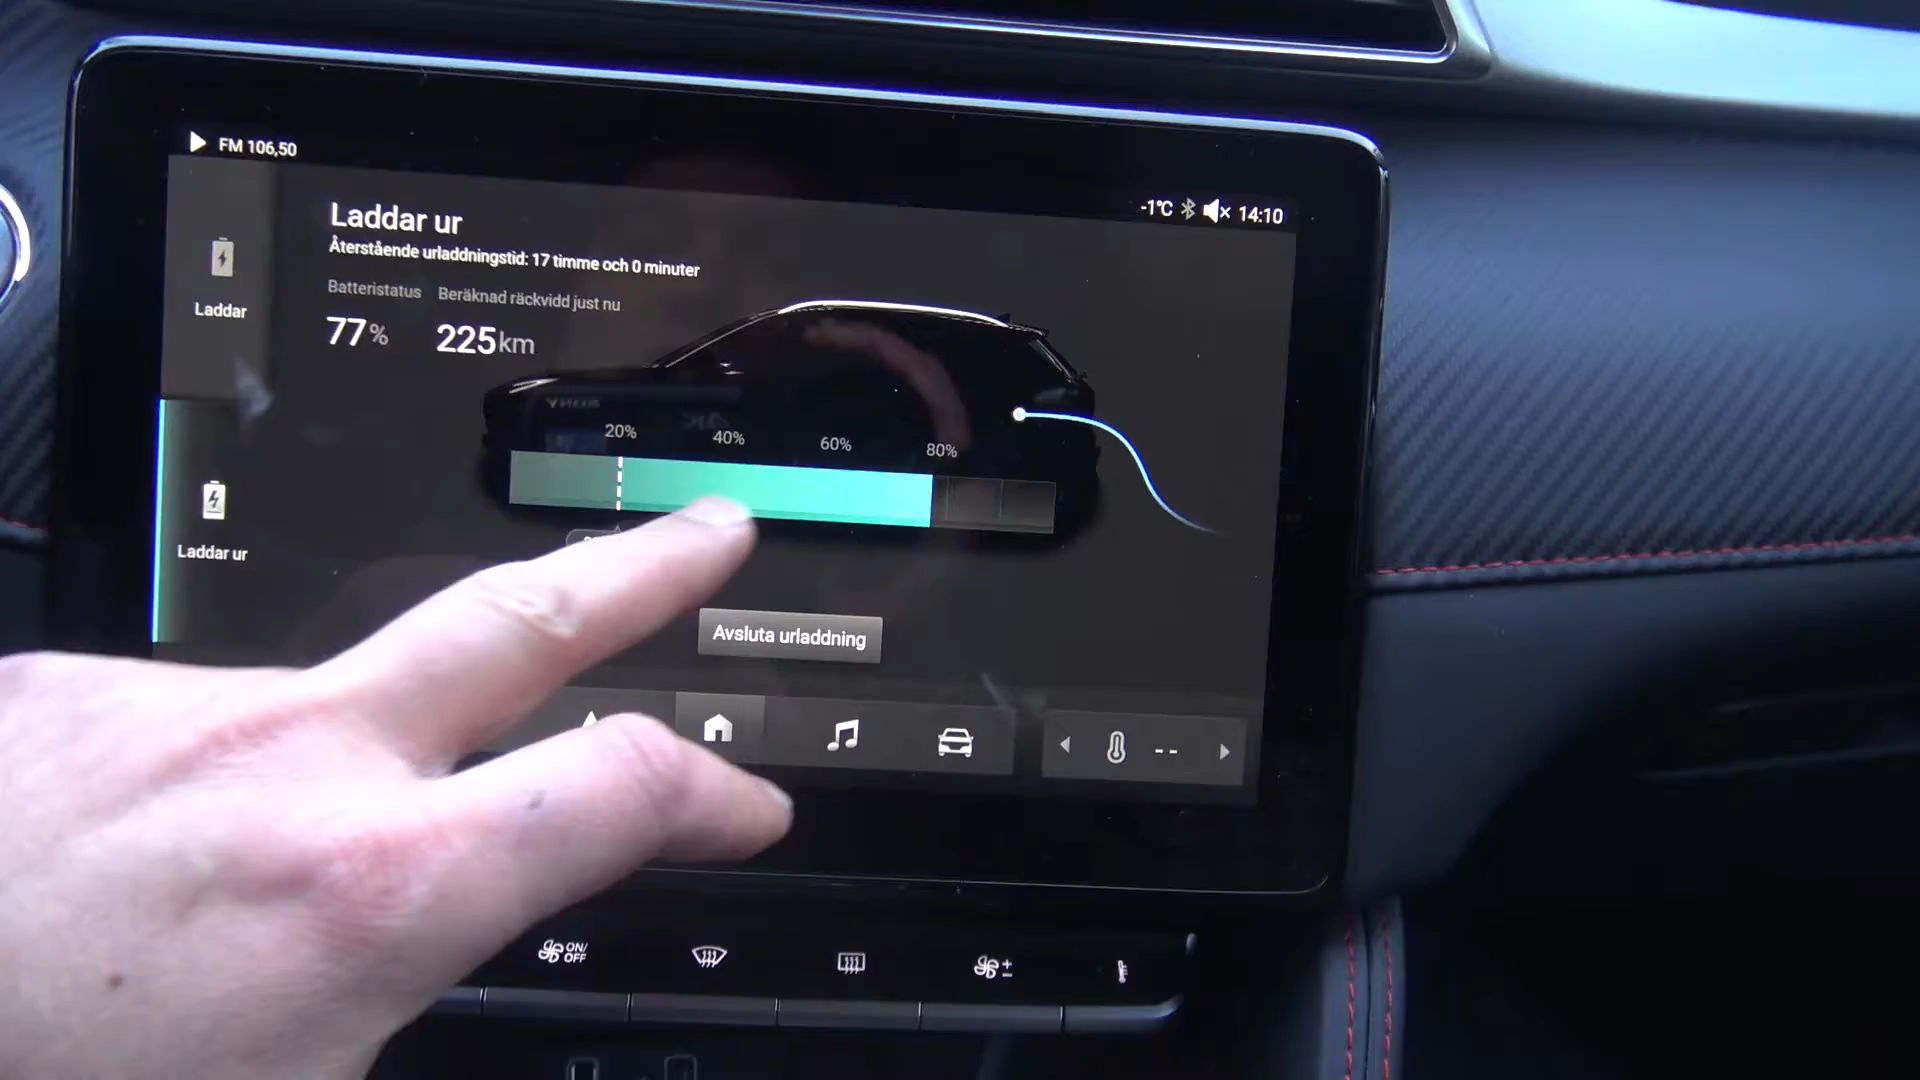 FM 106,50
-1°C 14:10
Laddar ur
Återstående urladdningstid: 17 timme och 0 minuter
Batteristatus Beräknad räckvidd just nu
77% 225km
Laddar
20% 40% 60% 80%
Laddar ur
Avsluta urladdning
--
ON/
OFF